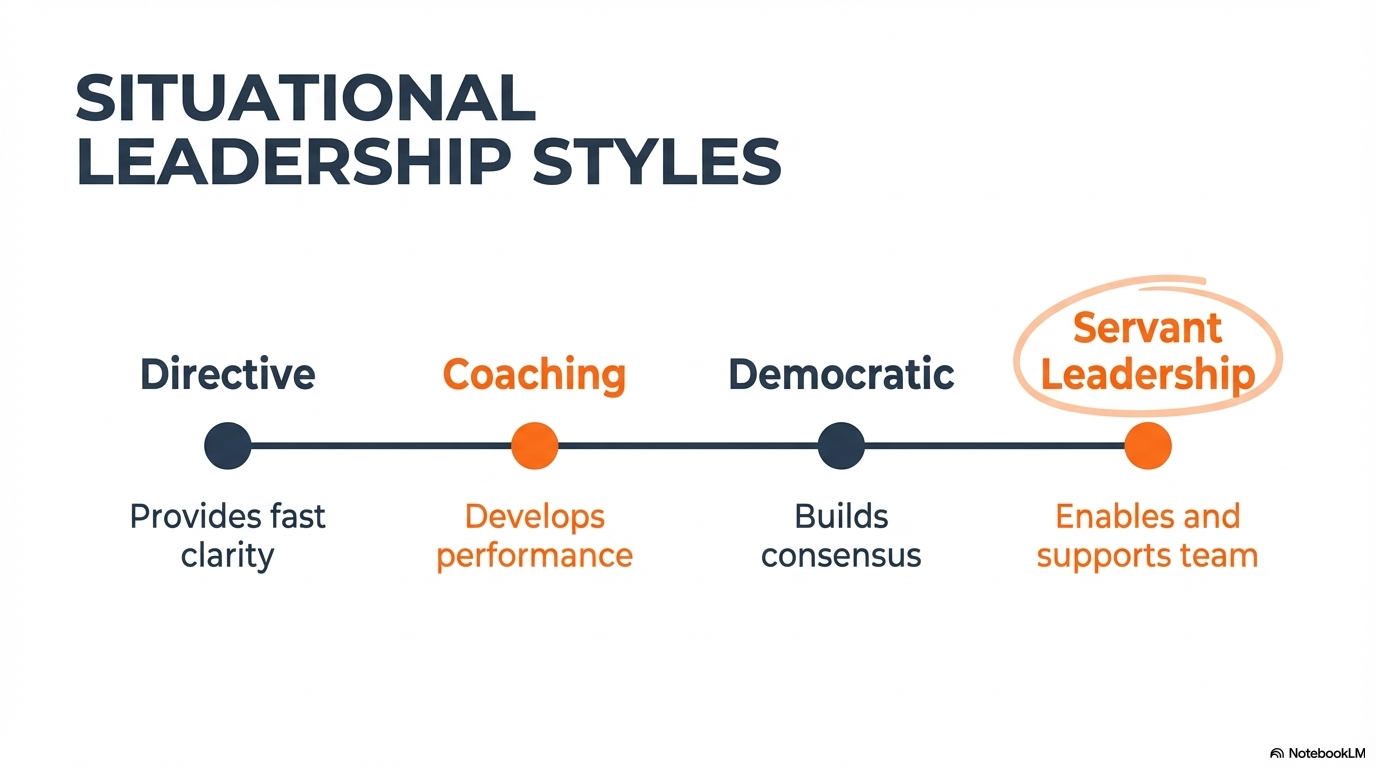 SITUATIONAL
LEADERSHIP STYLES
Directive
Provides fast
clarity
Coaching
Develops
performance
Democratic
Builds
consensus
Servant
Leadership
Enables and
supports team
NotebookLM